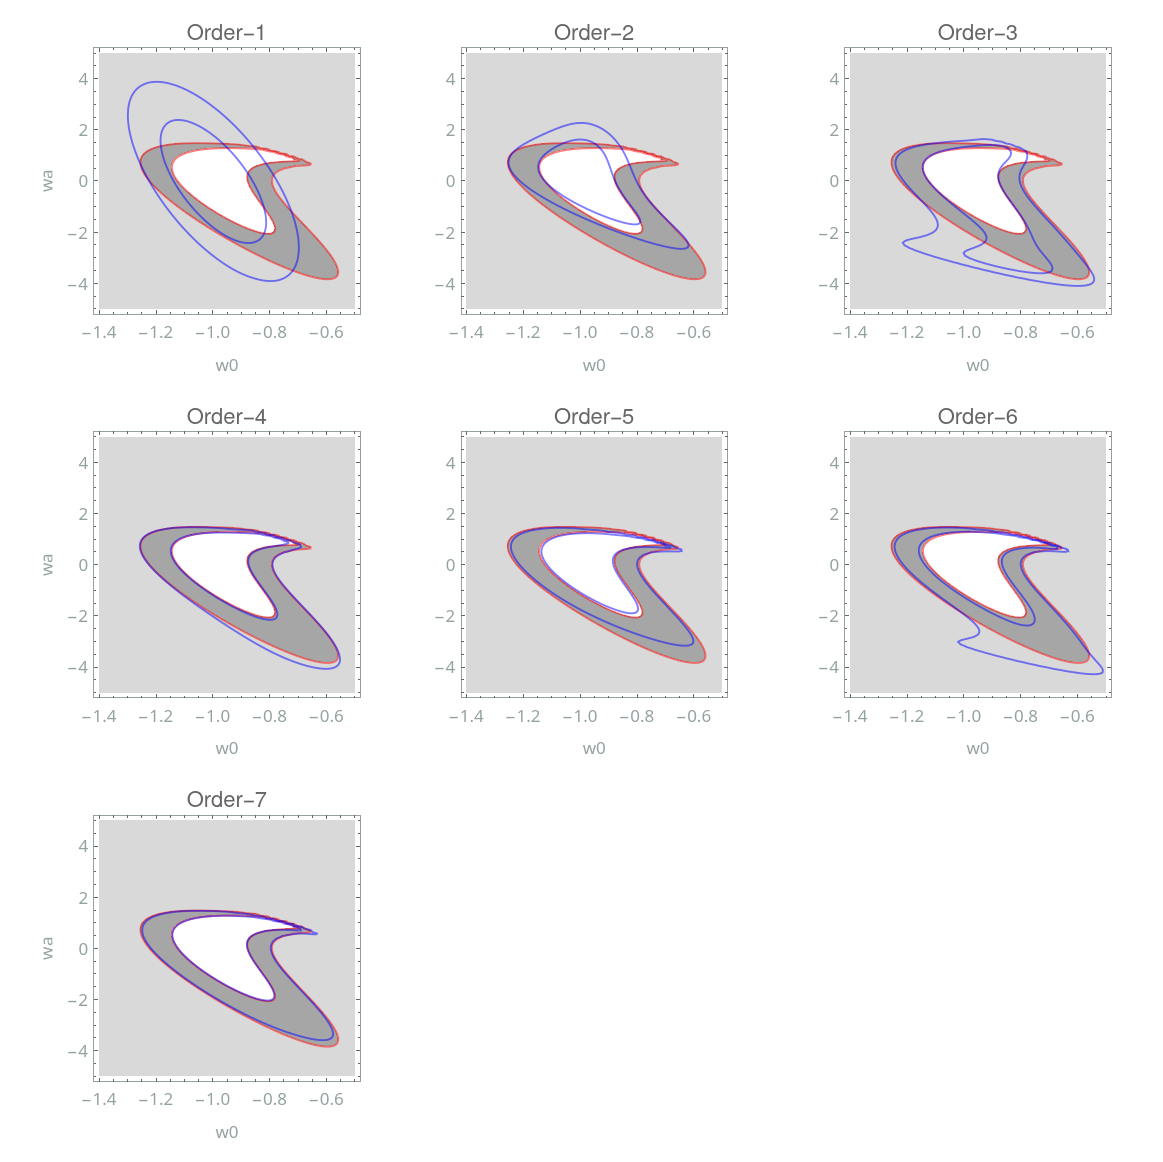 Order−1 Order−2 Order−3
4 4 4
2 2 2
wa 0 0 0
−2 −2 −2
−4 −4 −4
−1.4 −1.2 −1.0 −0.8 −0.6 −1.4 −1.2 −1.0 −0.8 −0.6 −1.4 −1.2 −1.0 −0.8 −0.6
w0 w0 w0
Order−4 Order−5 Order−6
4 4 4
2 2 2
wa 0 0 0
−2 −2 −2
−4 −4 −4
−1.4 −1.2 −1.0 −0.8 −0.6 −1.4 −1.2 −1.0 −0.8 −0.6 −1.4 −1.2 −1.0 −0.8 −0.6
w0 w0 w0
Order−7
4
2
wa 0
−2
−4
−1.4 −1.2 −1.0 −0.8 −0.6
w0